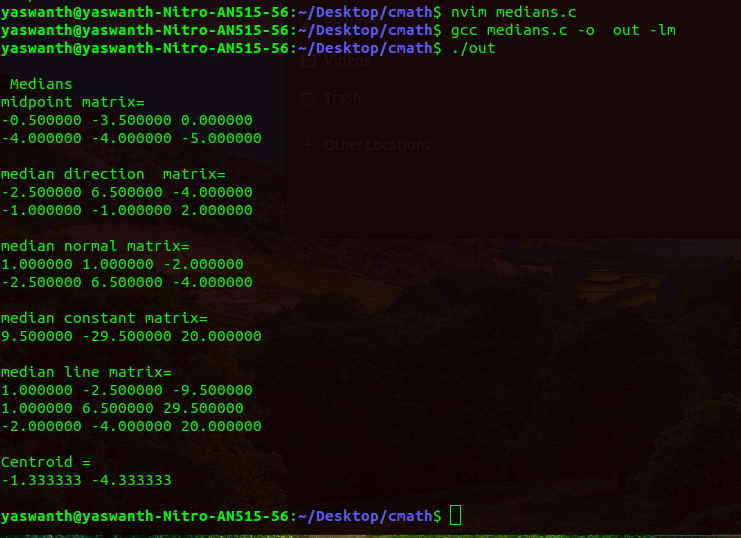 yaswanth@yaswanth-Nitro-AN515-56:~/Desktop/cmath$ nvim medians.c
yaswanth@yaswanth-Nitro-AN515-56:~/Desktop/cmath$ gcc medians.c -o  out -lm
yaswanth@yaswanth-Nitro-AN515-56:~/Desktop/cmath$ ./out
Videos
Medians
Trash
midpoint matrix=
-0.500000 -3.500000 0.000000
-4.000000 -4.000000 -5.000000
Other Locations
median direction  matrix=
-2.500000 6.500000 -4.000000
-1.000000 -1.000000 2.000000
median normal matrix=
1.000000 1.000000 -2.000000
-2.500000 6.500000 -4.000000
median constant matrix=
9.500000 -29.500000 20.000000
median line matrix=
1.000000 -2.500000 -9.500000
1.000000 6.500000 29.500000
-2.000000 -4.000000 20.000000
Centroid =
-1.333333 -4.333333
yaswanth@yaswanth-Nitro-AN515-56:~/Desktop/cmath$